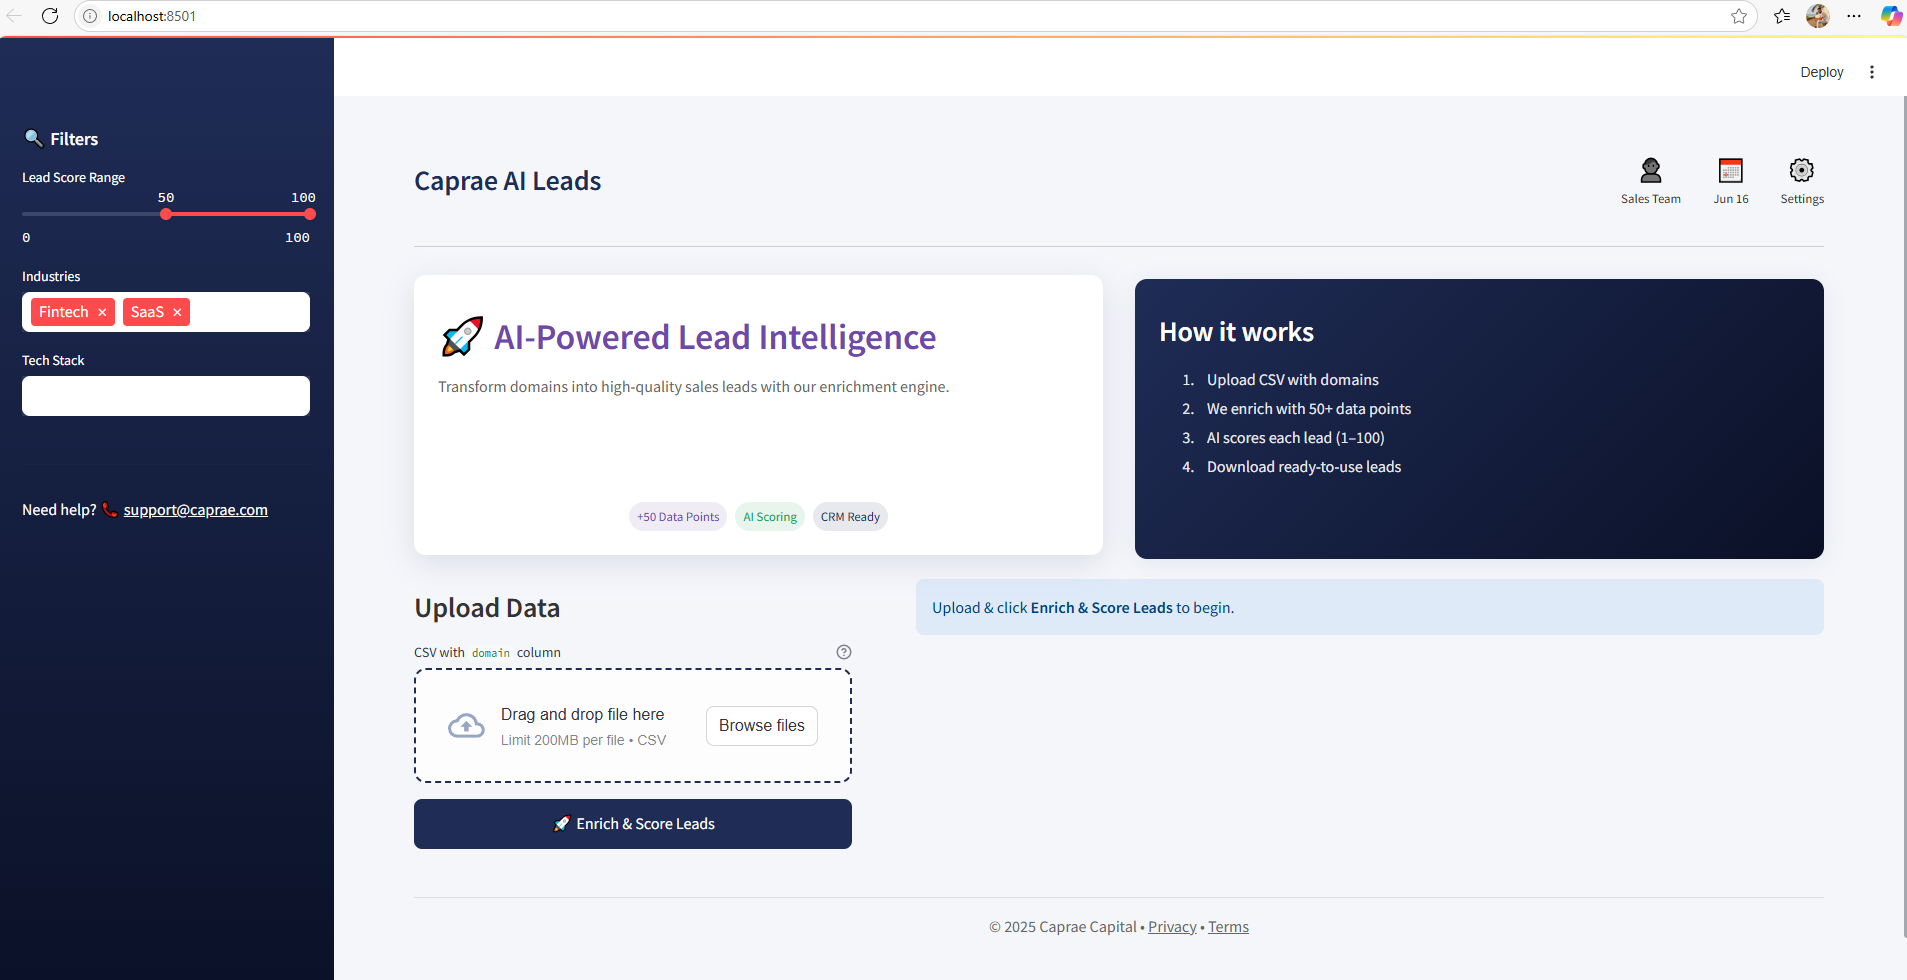 localhost:8501
Deploy
Filters
Lead Score Range
50 100
0 100
Industries
Fintech × SaaS ×
Tech Stack
Need help? support@caprae.com
Caprae AI Leads
Sales Team
Jun 16
Settings
AI-Powered Lead Intelligence
Transform domains into high-quality sales leads with our enrichment engine.
+50 Data Points AI Scoring CRM Ready
How it works
1. Upload CSV with domains
2. We enrich with 50+ data points
3. AI scores each lead (1–100)
4. Download ready-to-use leads
Upload Data
CSV with domain column
Drag and drop file here
Limit 200MB per file • CSV
Browse files
Enrich & Score Leads
Upload & click Enrich & Score Leads to begin.
© 2025 Caprae Capital • Privacy • Terms